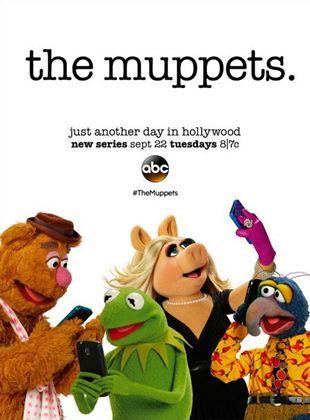 the muppets.
just another day in hollywood
new series sept 22 tuesdays 8|7c
abc
#TheMuppets